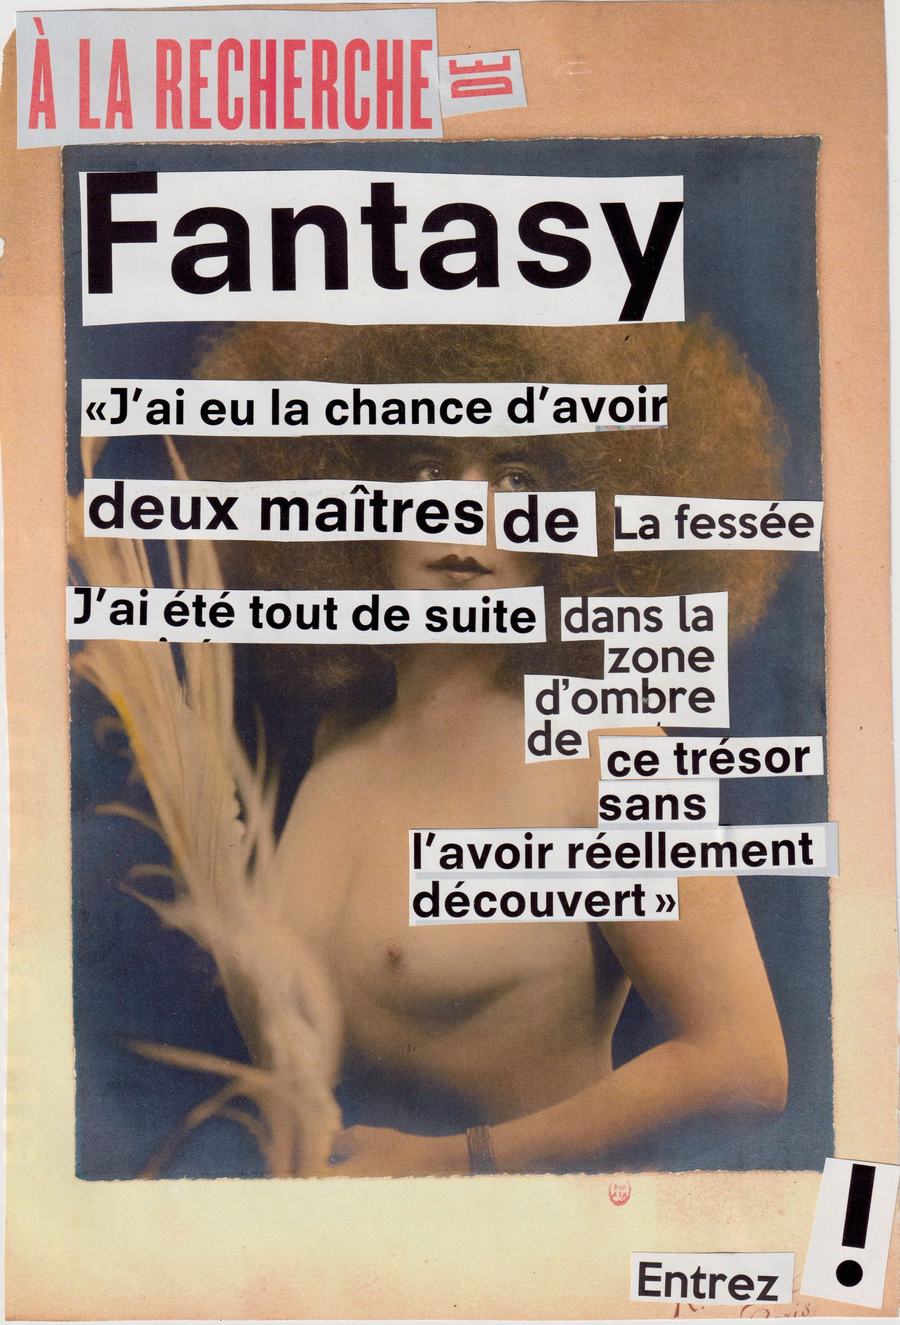 À LA RECHERCHE DE
Fantasy
«J’ai eu la chance d’avoir
deux maîtres de La fessée
J’ai été tout de suite dans la
zone
d’ombre
de
ce trésor
sans
l’avoir réellement
découvert»
Entrez !
Paris